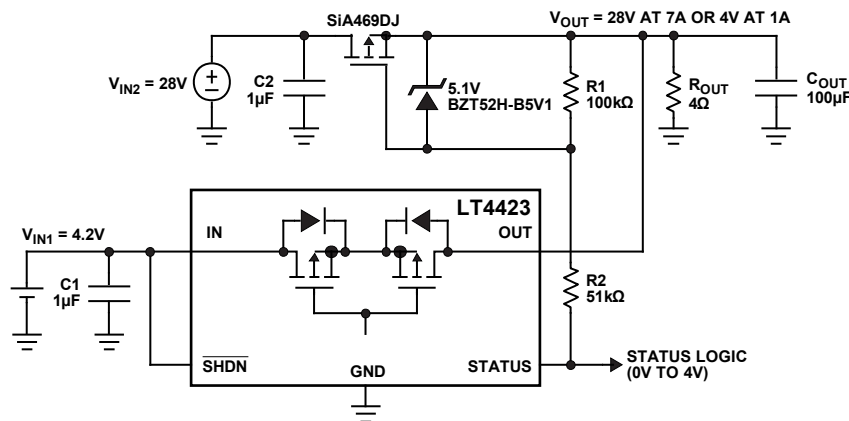 SiA469DJ
V_OUT = 28V AT 7A OR 4V AT 1A
V_IN2 = 28V
C2
1µF
5.1V
BZT52H-B5V1
R1
100kΩ
R_OUT
4Ω
C_OUT
100µF
LT4423
V_IN1 = 4.2V
IN
OUT
C1
1µF
R2
51kΩ
SHDN
GND
STATUS
STATUS LOGIC
(0V TO 4V)